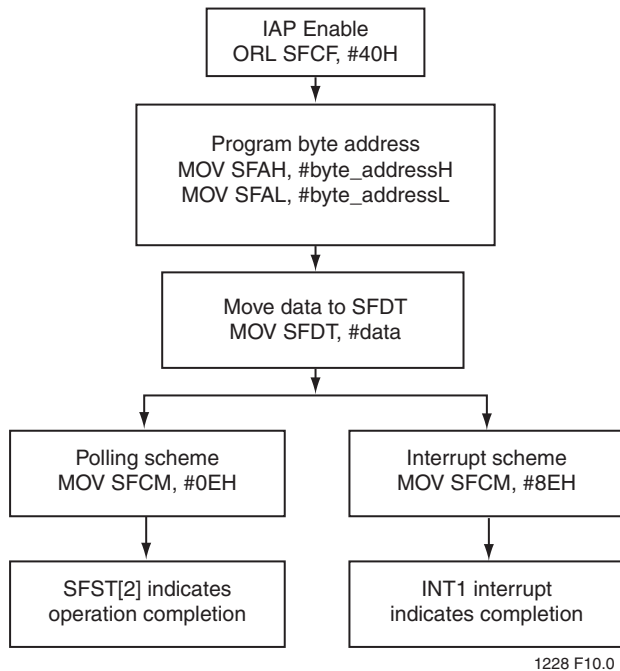 IAP Enable
ORL SFCF, #40H
Program byte address
MOV SFAH, #byte_addressH
MOV SFAL, #byte_addressL
Move data to SFDT
MOV SFDT, #data
Polling scheme
MOV SFCM, #0EH
Interrupt scheme
MOV SFCM, #8EH
SFST[2] indicates
operation completion
INT1 interrupt
indicates completion
1228 F10.0